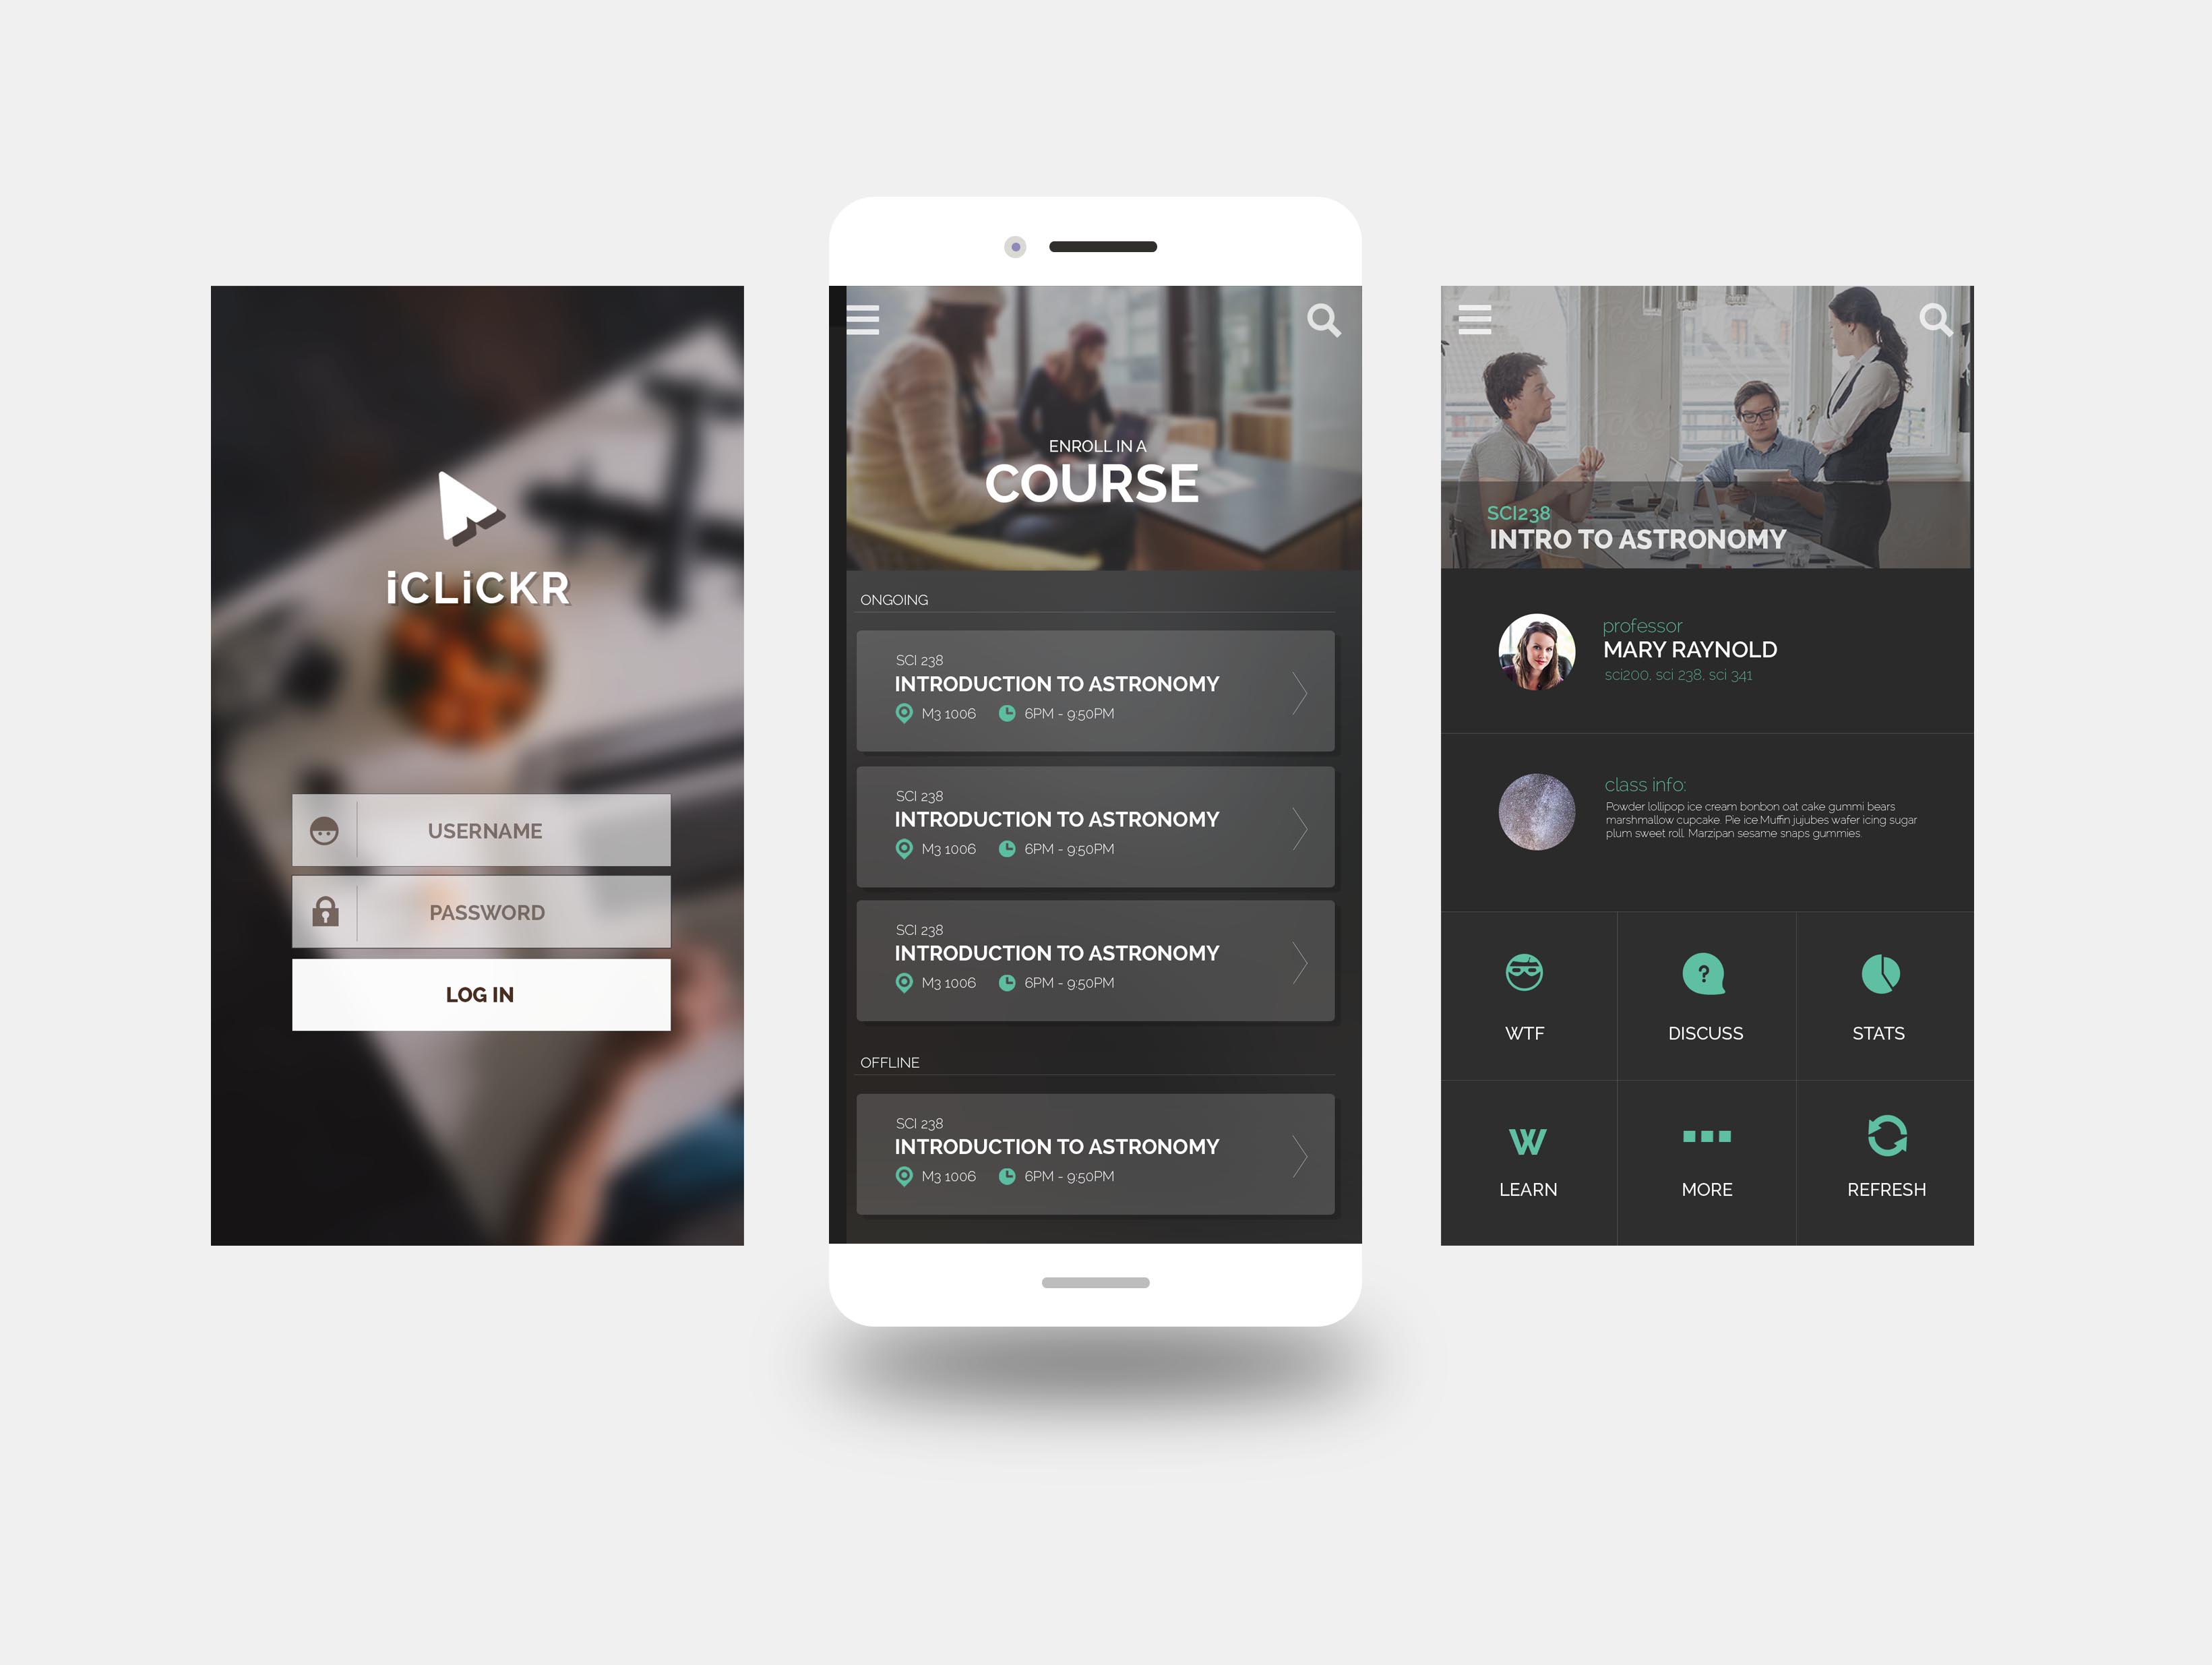 iCLiCKR
USERNAME
PASSWORD
LOG IN
ENROLL IN A
COURSE
ONGOING
SCI 238
INTRODUCTION TO ASTRONOMY
M3 1006 6PM - 9:50PM
SCI 238
INTRODUCTION TO ASTRONOMY
M3 1006 6PM - 9:50PM
SCI 238
INTRODUCTION TO ASTRONOMY
M3 1006 6PM - 9:50PM
OFFLINE
SCI 238
INTRODUCTION TO ASTRONOMY
M3 1006 6PM - 9:50PM
SCI238
INTRO TO ASTRONOMY
professor
MARY RAYNOLD
sci200, sci 238, sci 341
class info:
Powder lollipop ice cream bonbon oat cake gummi bears
marshmallow cupcake. Pie ice Muffin jujubes wafer icing sugar
plum sweet roll. Marzipan sesame snaps gummies.
?
WTF
DISCUSS
STATS
W
LEARN
MORE
REFRESH